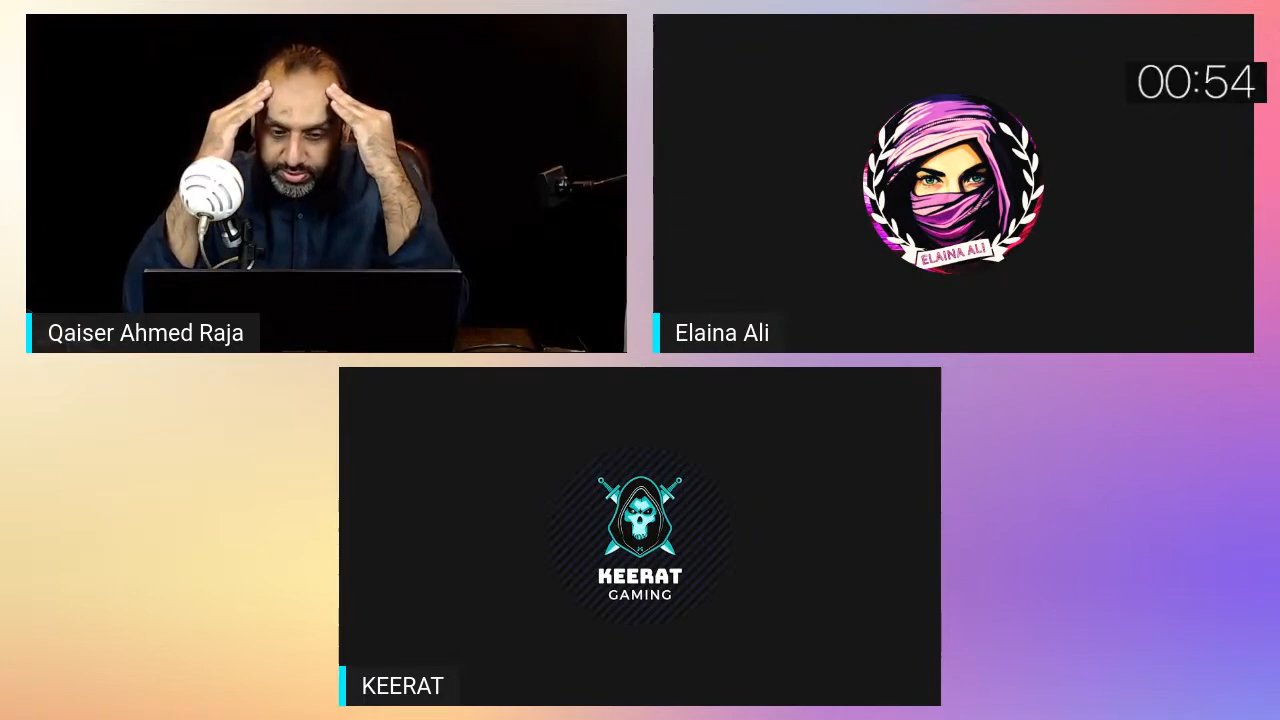 00:54
ELAINA ALI
Qaiser Ahmed Raja
Elaina Ali
KEERAT
GAMING
KEERAT